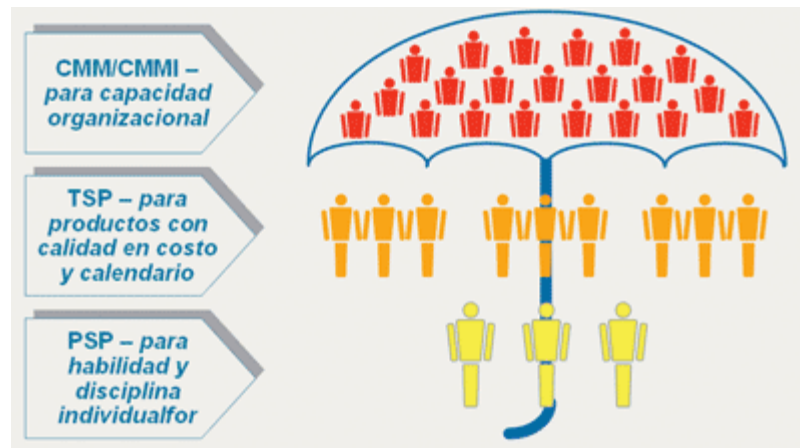 CMM/CMMI –
para capacidad
organizacional
TSP – para
productos con
calidad en costo
y calendario
PSP – para
habilidad y
disciplina
individualfor